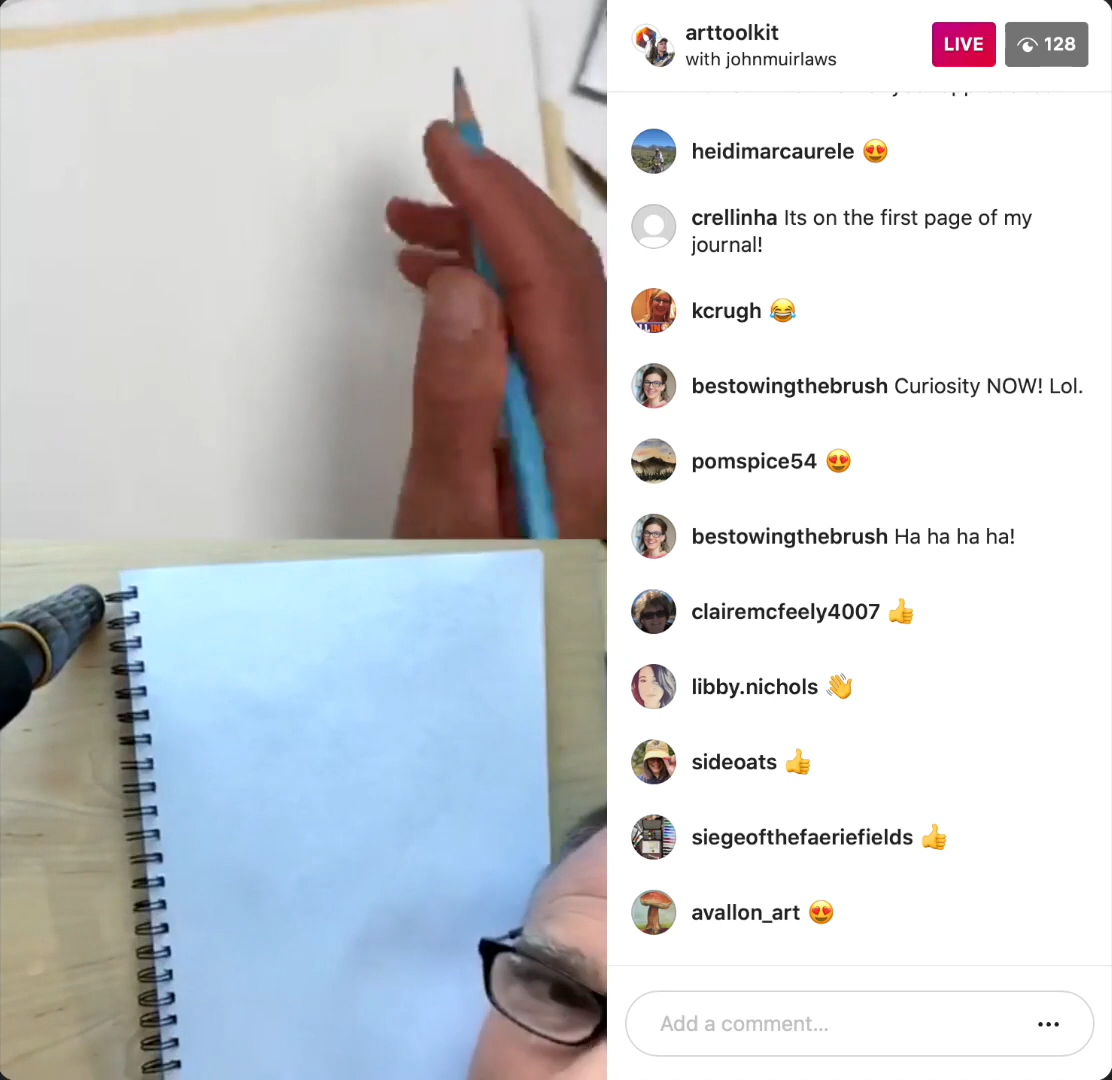 arttoolkit
with johnmuirlaws
LIVE
128
heidimarcaurele 😍
crellinha Its on the first page of my
journal!
kcrugh 😂
bestowingthebrush Curiosity NOW! Lol.
pomspice54 😍
bestowingthebrush Ha ha ha ha!
clairemcfeely4007 👍
libby.nichols 👋
sideoats 👍
siegeofthefaeriefields 👍
avallon_art 😍
Add a comment...